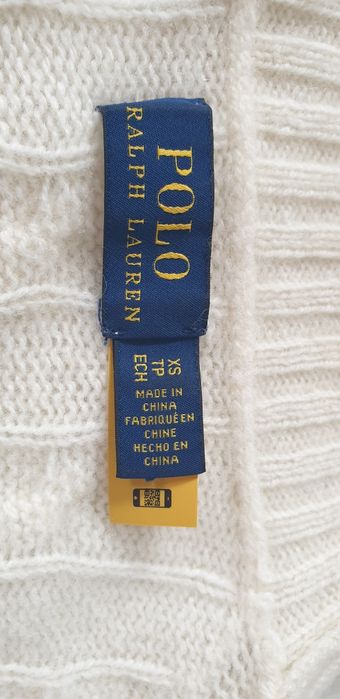 POLO
RALPH LAUREN
XS
TP
ECH
MADE IN
CHINA
FABRIQUÉ EN
CHINE
HECHO EN
CHINA